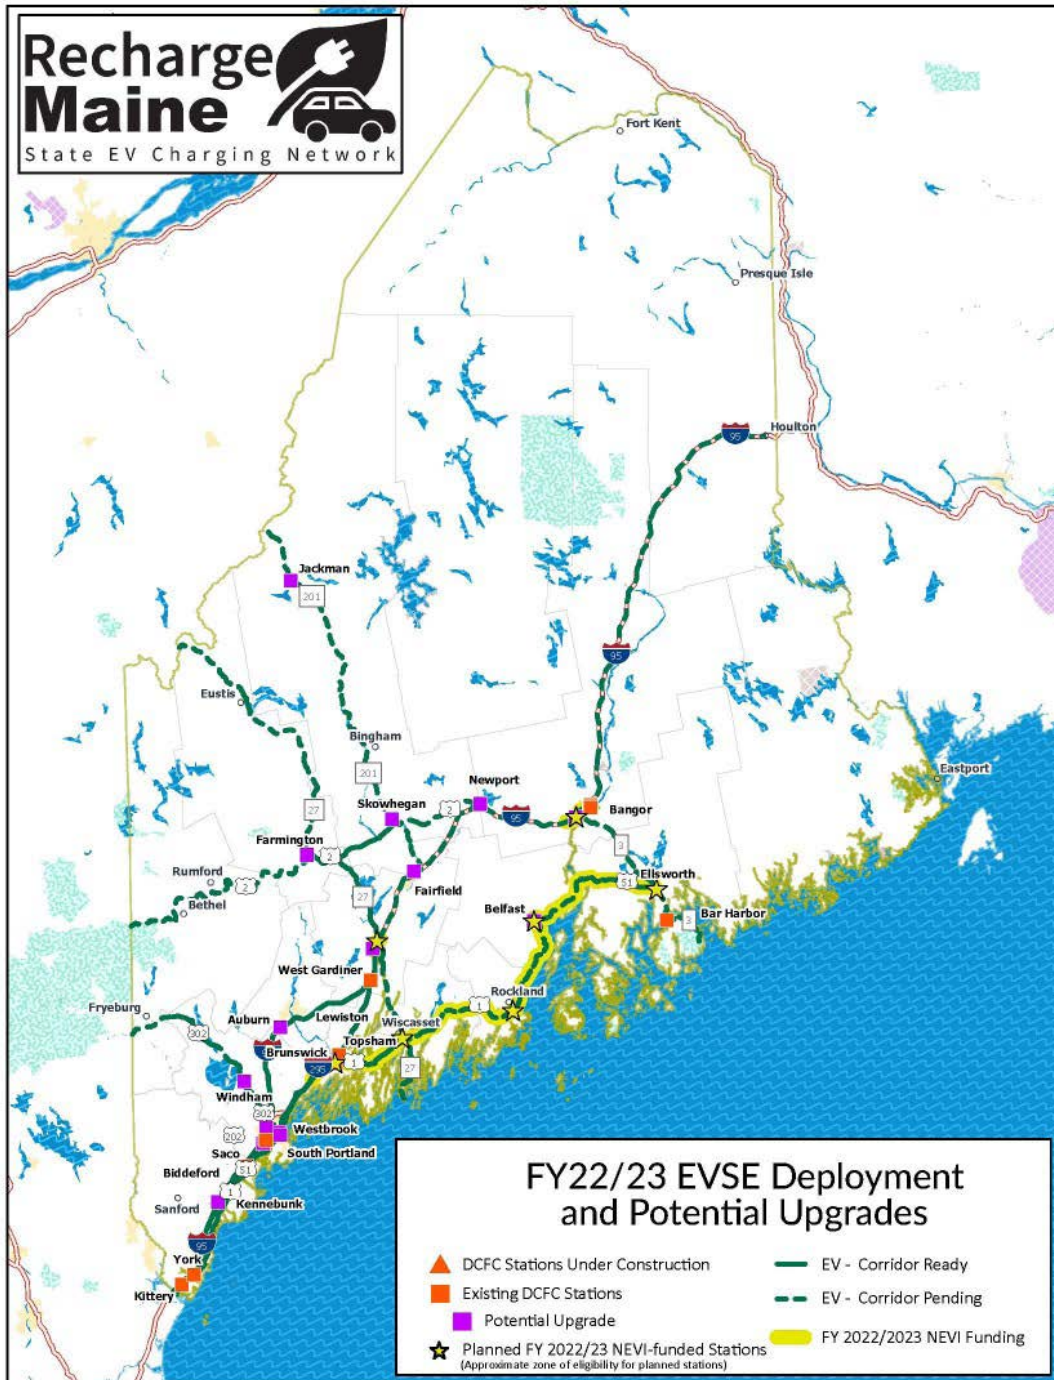 Recharge
Maine
State EV Charging Network
Fort Kent
Presque Isle
95
Houlton
Jackman
201
95
Eustis
Bingham
201
Eastport
Newport
27
Skowhegan
2
95
Bangor
Farmington
2
3
Rumford
2
Fairfield
Ellsworth
51
Bethel
27
Belfast
Bar Harbor
3
West Gardiner
Rockland
Fryeburg
1
302
Auburn
Lewiston
Wiscasset
Topsham
Brunswick
295
1
27
Windham
302
202
Westbrook
Saco
South Portland
Biddeford
51
1
Sanford
Kennebunk
95
York
Kittery
FY22/23 EVSE Deployment
and Potential Upgrades
DCFC Stations Under Construction
Existing DCFC Stations
Potential Upgrade
Planned FY 2022/23 NEVI-funded Stations
(Approximate zone of eligibility for planned stations)
EV - Corridor Ready
EV - Corridor Pending
FY 2022/2023 NEVI Funding